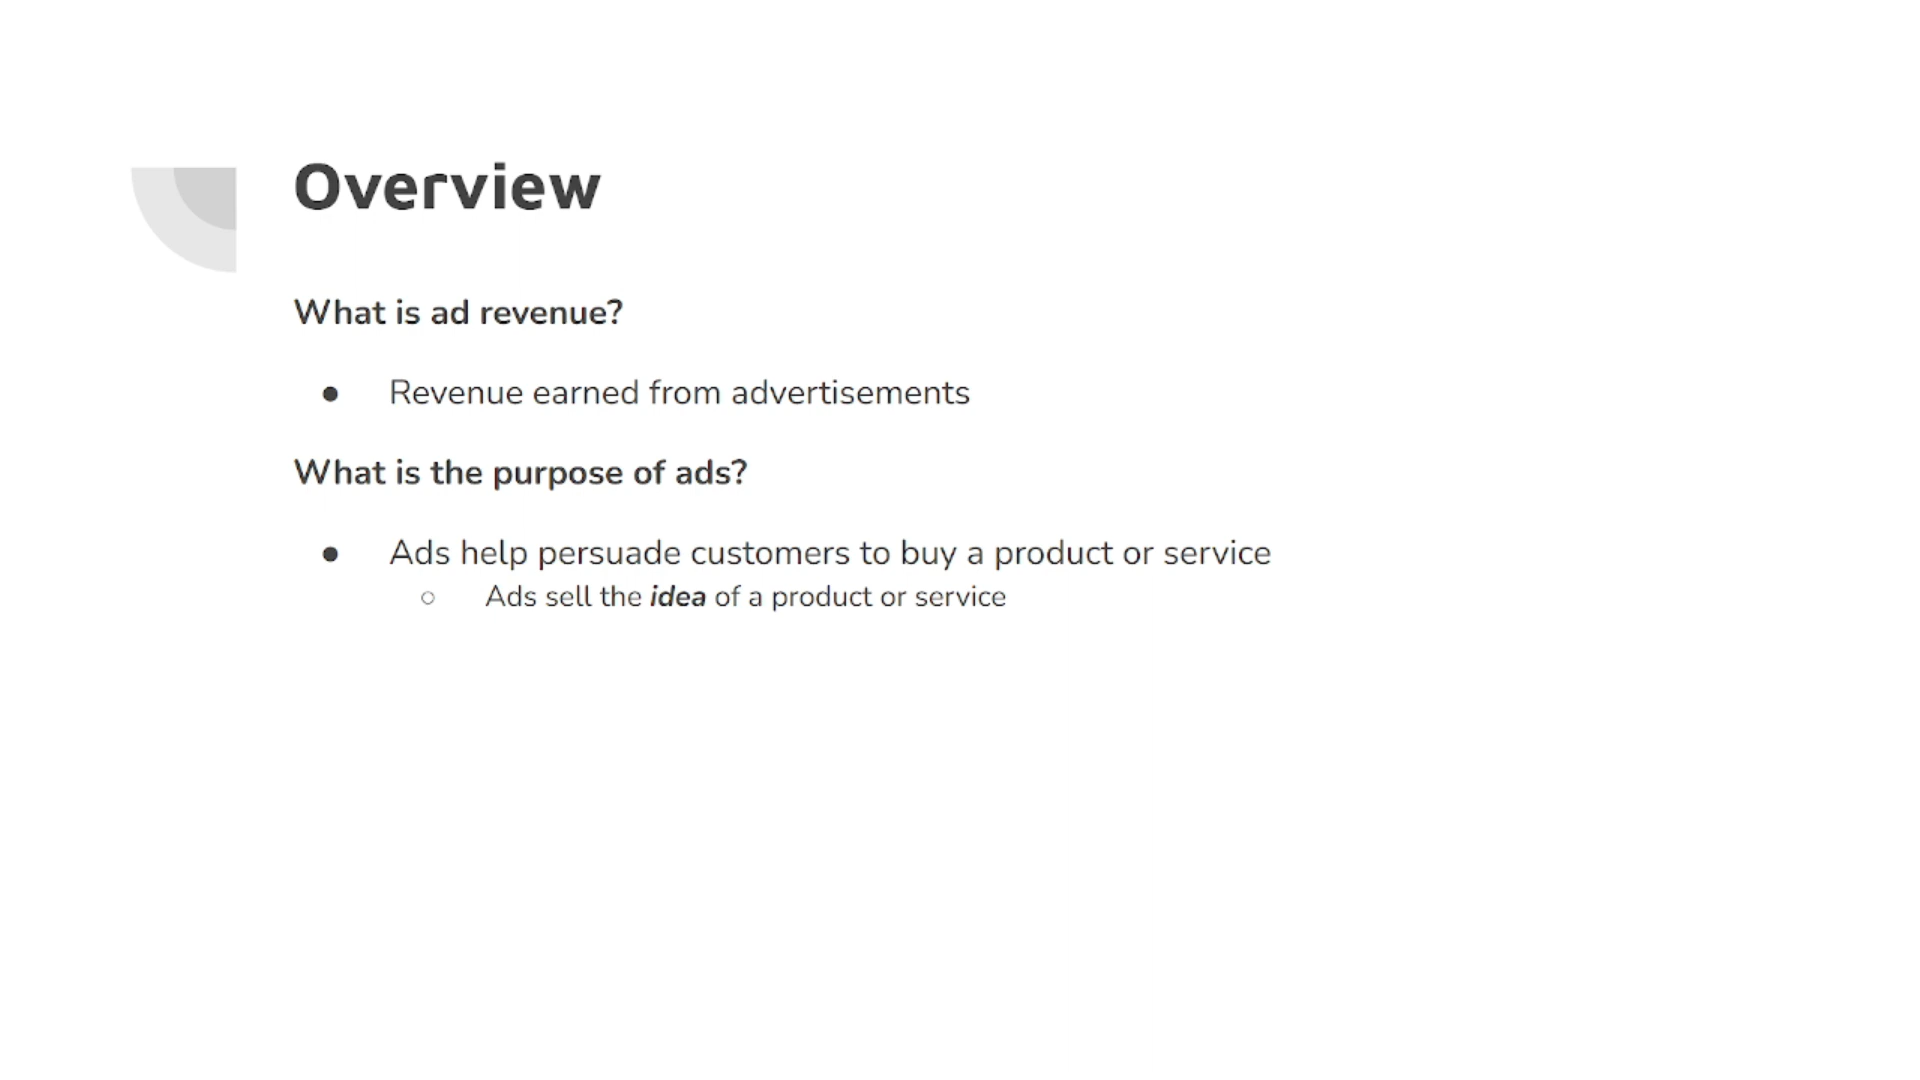 Overview
What is ad revenue?
● Revenue earned from advertisements
What is the purpose of ads?
● Ads help persuade customers to buy a product or service
○ Ads sell the idea of a product or service